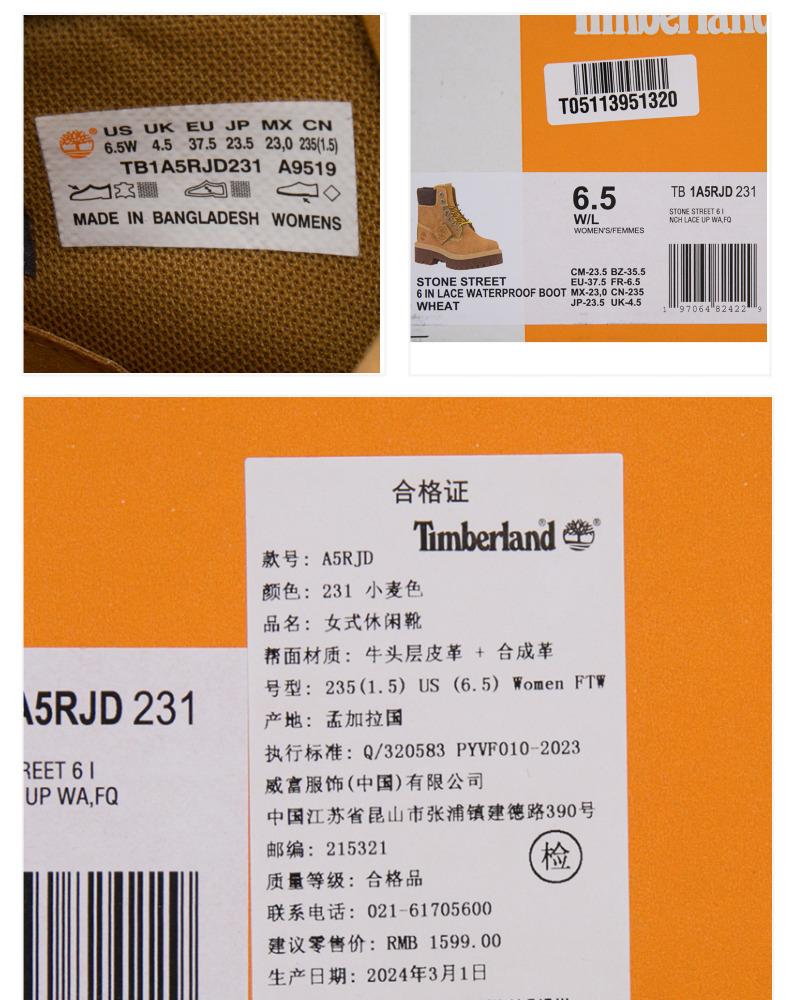 US UK EU JP MX CN
6.5W 4.5 37.5 23.5 23,0 235(1.5)
TB1A5RJD231 A9519
MADE IN BANGLADESH WOMENS
Timberland
T05113951320
6.5
W/L
WOMEN'S/FEMMES
TB 1A5RJD 231
STONE STREET 6 I
NCH LACE UP WA,FQ
STONE STREET
6 IN LACE WATERPROOF BOOT
WHEAT
CM-23.5 BZ-35.5
EU-37.5 FR-6.5
MX-23,0 CN-235
JP-23.5 UK-4.5
1 97064 82422 9
A5RJD 231
REET 6 I
UP WA,FQ
合格证
Timberland
款号: A5RJD
颜色: 231 小麦色
品名: 女式休闲靴
帮面材质: 牛头层皮革 + 合成革
号型: 235(1.5) US (6.5) Women FTW
产地: 孟加拉国
执行标准: Q/320583 PYVF010-2023
威富服饰(中国)有限公司
中国江苏省昆山市张浦镇建德路390号
邮编: 215321
检
质量等级: 合格品
联系电话: 021-61705600
建议零售价: RMB 1599.00
生产日期: 2024年3月1日